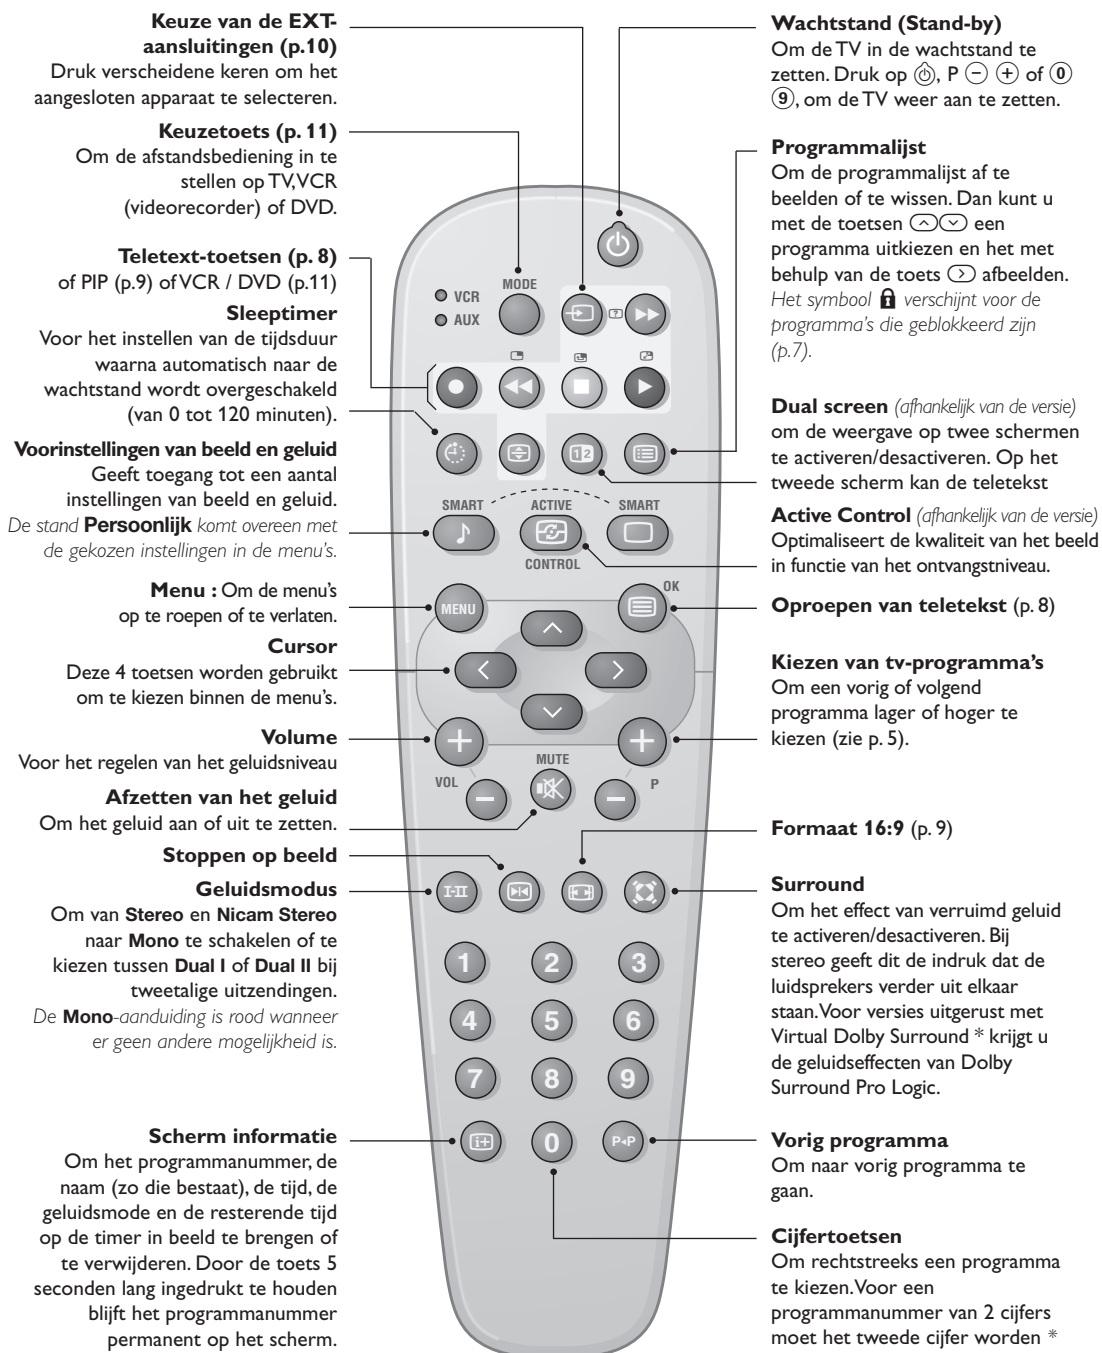 Keuze van de EXT-
aansluitingen (p.10)
Druk verscheidene keren om het
aangesloten apparaat te selecteren.
Keuzetoets (p. 11)
Om de afstandsbediening in te
stellen op TV, VCR
(videorecorder) of DVD.
Teletext-toetsen (p. 8)
of PIP (p.9) of VCR / DVD (p.11)
Sleeptimer
Voor het instellen van de tijdsduur
waarna automatisch naar de
wachtstand wordt overgeschakeld
(van 0 tot 120 minuten).
Voorinstellingen van beeld en geluid
Geeft toegang tot een aantal
instellingen van beeld en geluid.
De stand Persoonlijk komt overeen met
de gekozen instellingen in de menu's.
Menu : Om de menu's
op te roepen of te verlaten.
Cursor
Deze 4 toetsen worden gebruikt
om te kiezen binnen de menu's.
Volume
Voor het regelen van het geluidsniveau
Afzetten van het geluid
Om het geluid aan of uit te zetten.
Stoppen op beeld
Geluidsmodus
Om van Stereo en Nicam Stereo
naar Mono te schakelen of te
kiezen tussen Dual I of Dual II bij
tweetalige uitzendingen.
De Mono-aanduiding is rood wanneer
er geen andere mogelijkheid is.
Scherm informatie
Om het programmanummer, de
naam (zo die bestaat), de tijd, de
geluidsmode en de resterende tijd
op de timer in beeld te brengen of
te verwijderen. Door de toets 5
seconden lang ingedrukt te houden
blijft het programmanummer
permanent op het scherm.
MODE
VCR
AUX
?
1 2
SMART ACTIVE SMART
CONTROL
MENU OK
MUTE
VOL P
I-II
1 2 3
4 5 6
7 8 9
i+ 0 P◂P
Wachtstand (Stand-by)
Om de TV in de wachtstand te
zetten. Druk op ⏻, P − + of 0
9, om de TV weer aan te zetten.
Programmalijst
Om de programmalijst af te
beelden of te wissen. Dan kunt u
met de toetsen een
programma uitkiezen en het met
behulp van de toets afbeelden.
Het symbool verschijnt voor de
programma's die geblokkeerd zijn
(p.7).
Dual screen (afhankelijk van de versie)
om de weergave op twee schermen
te activeren/desactiveren. Op het
tweede scherm kan de teletekst
Active Control (afhankelijk van de versie)
Optimaliseert de kwaliteit van het beeld
in functie van het ontvangstniveau.
Oproepen van teletekst (p. 8)
Kiezen van tv-programma's
Om een vorig of volgend
programma lager of hoger te
kiezen (zie p. 5).
Formaat 16:9 (p. 9)
Surround
Om het effect van verruimd geluid
te activeren/desactiveren. Bij
stereo geeft dit de indruk dat de
luidsprekers verder uit elkaar
staan. Voor versies uitgerust met
Virtual Dolby Surround * krijgt u
de geluidseffecten van Dolby
Surround Pro Logic.
Vorig programma
Om naar vorig programma te
gaan.
Cijfertoetsen
Om rechtstreeks een programma
te kiezen. Voor een
programmanummer van 2 cijfers
moet het tweede cijfer worden *